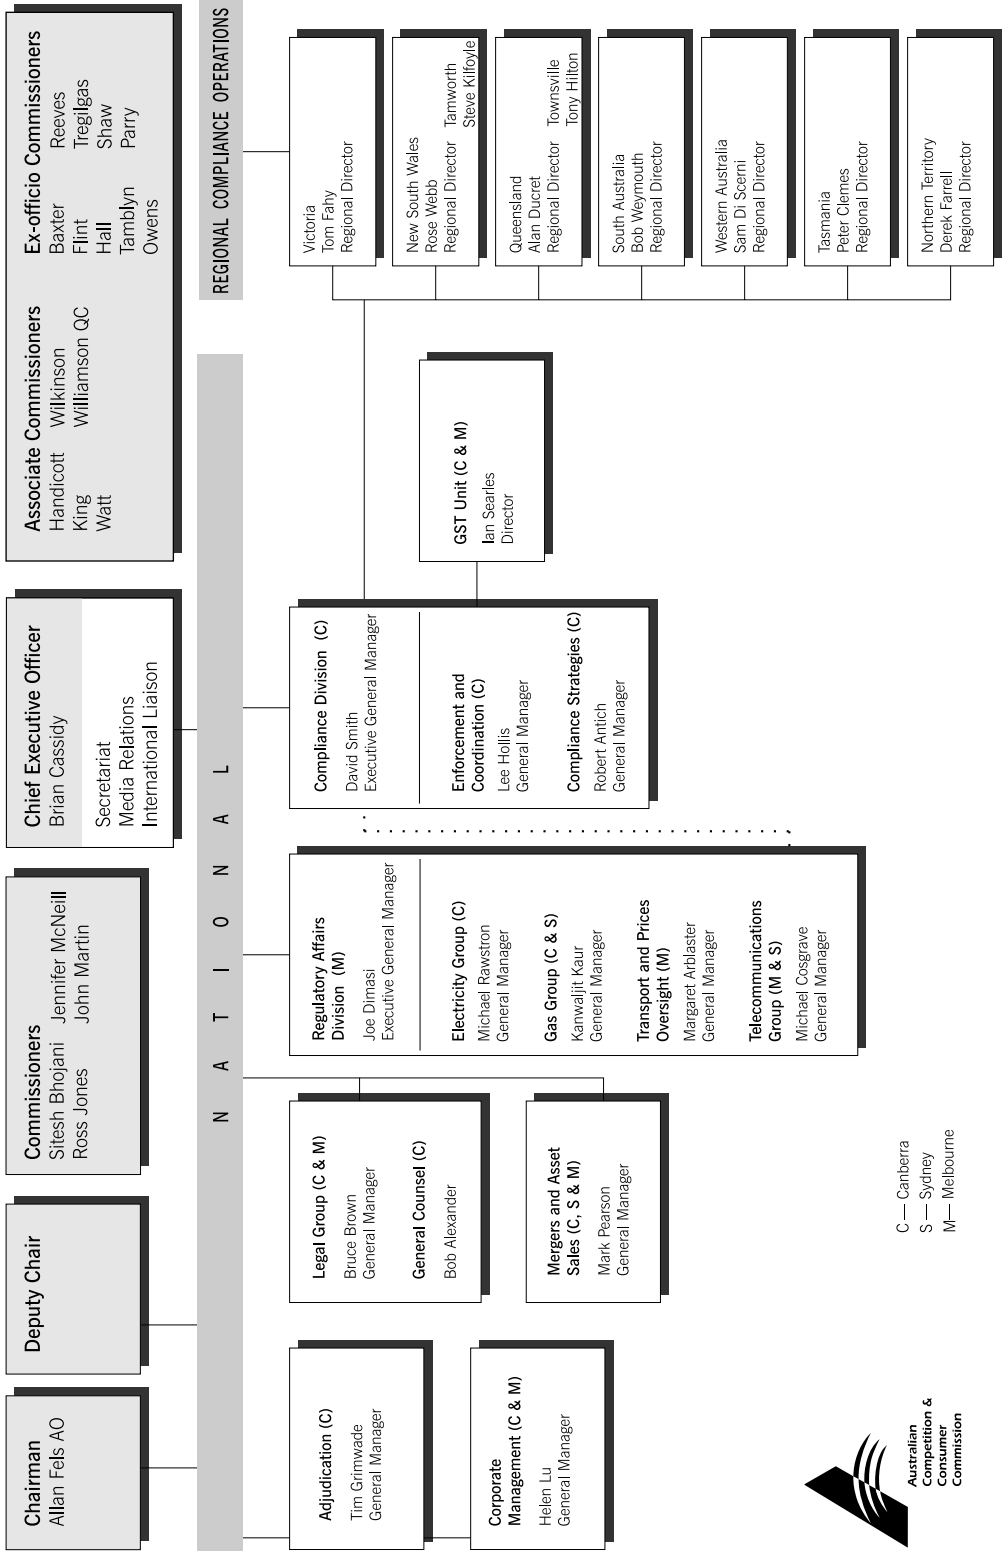 Chairman
Allan Fels AO
Deputy Chair
Commissioners
Sitesh Bhojani Jennifer McNeill
Ross Jones John Martin
Chief Executive Officer
Brian Cassidy
Secretariat
Media Relations
International Liaison
Associate Commissioners
Handicott Wilkinson
King Williamson QC
Watt
Ex-officio Commissioners
Baxter Reeves
Flint Tregilgas
Hall Shaw
Tamblyn Parry
Owens
NATIONAL
REGIONAL COMPLIANCE OPERATIONS
Adjudication (C)
Tim Grimwade
General Manager
Corporate
Management (C & M)
Helen Lu
General Manager
Legal Group (C & M)
Bruce Brown
General Manager
General Counsel (C)
Bob Alexander
Mergers and Asset
Sales (C, S & M)
Mark Pearson
General Manager
Regulatory Affairs
Division (M)
Joe Dimasi
Executive General Manager
Electricity Group (C)
Michael Rawstron
General Manager
Gas Group (C & S)
Kanwaljit Kaur
General Manager
Transport and Prices
Oversight (M)
Margaret Arblaster
General Manager
Telecommunications
Group (M & S)
Michael Cosgrave
General Manager
Compliance Division (C)
David Smith
Executive General Manager
Enforcement and
Coordination (C)
Lee Hollis
General Manager
Compliance Strategies (C)
Robert Antich
General Manager
GST Unit (C & M)
Ian Searles
Director
Victoria
Tom Fahy
Regional Director
New South Wales
Rose Webb Tamworth
Regional Director Steve Kilfoyle
Queensland
Alan Ducret Townsville
Regional Director Tony Hilton
South Australia
Bob Weymouth
Regional Director
Western Australia
Sam Di Scerni
Regional Director
Tasmania
Peter Clemes
Regional Director
Northern Territory
Derek Farrell
Regional Director
C — Canberra
S — Sydney
M— Melbourne
Australian
Competition &
Consumer
Commission